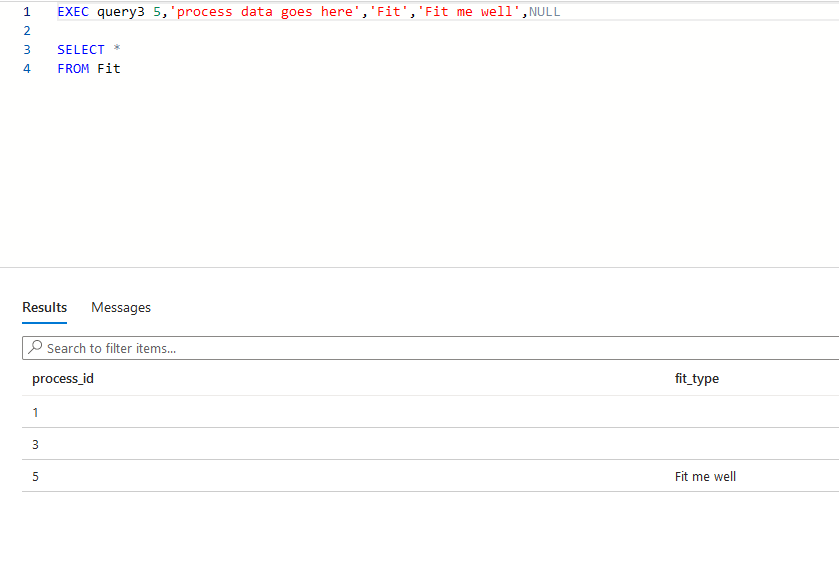 1 EXEC query3 5,'process data goes here','Fit','Fit me well',NULL
2
3 SELECT *
4 FROM Fit
Results Messages
Search to filter items...
process_id fit_type
1
3
5 Fit me well